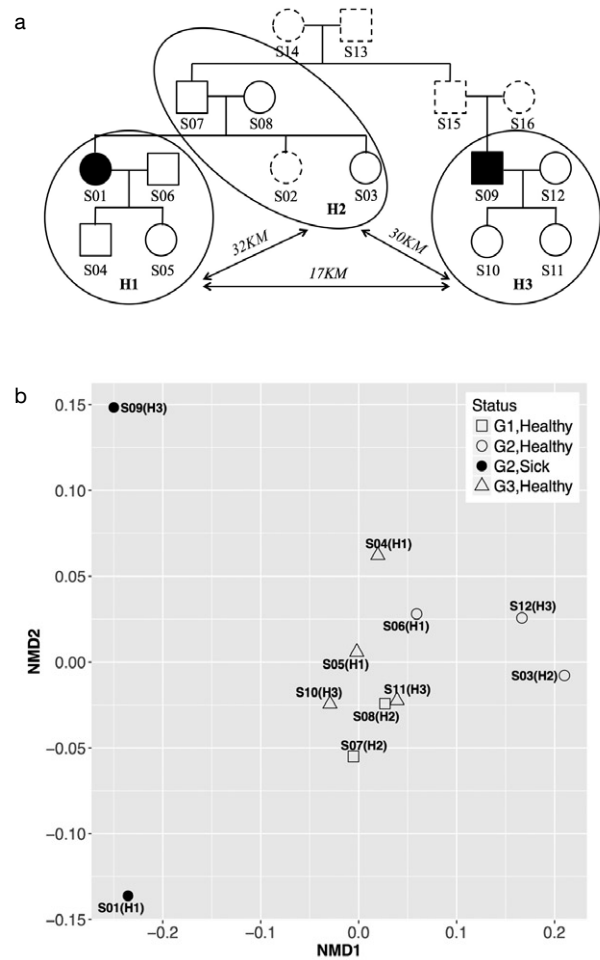 a
S14 S13
S07 S08 S15 S16
S01 S06 S02 S03 S09 S12
H2
S04 S05 S10 S11
H1 H3
32KM 30KM
17KM
b
Status
G1,Healthy
G2,Healthy
G2,Sick
G3,Healthy
0.15
0.10
0.05
0.00
−0.05
−0.10
−0.15
NMD2
S09(H3)
S04(H1)
S12(H3)
S06(H1)
S05(H1)
S03(H2)
S10(H3)
S11(H3)
S08(H2)
S07(H2)
S01(H1)
−0.2 −0.1 0.0 0.1 0.2
NMD1